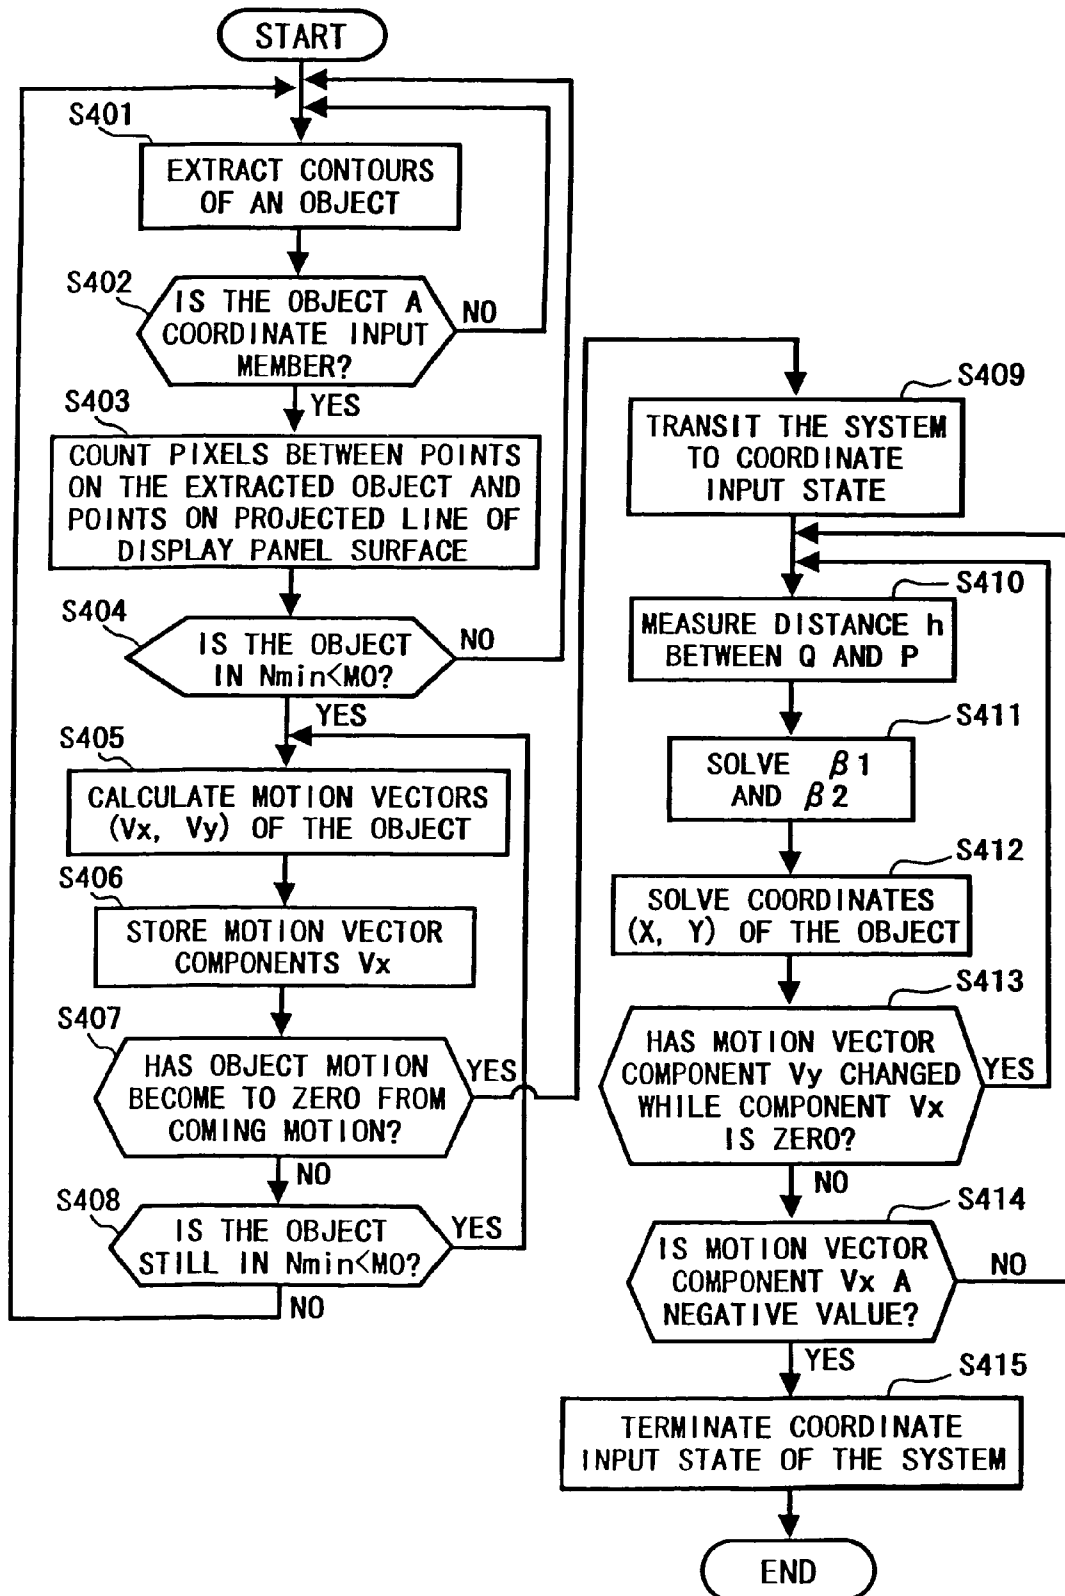 START
S401
EXTRACT CONTOURS
OF AN OBJECT
S402
IS THE OBJECT A
COORDINATE INPUT
MEMBER?
NO
YES
S403
COUNT PIXELS BETWEEN POINTS
ON THE EXTRACTED OBJECT AND
POINTS ON PROJECTED LINE OF
DISPLAY PANEL SURFACE
S404
IS THE OBJECT
IN Nmin<M0?
NO
YES
S405
CALCULATE MOTION VECTORS
(Vx, Vy) OF THE OBJECT
S406
STORE MOTION VECTOR
COMPONENTS Vx
S407
HAS OBJECT MOTION
BECOME TO ZERO FROM
COMING MOTION?
YES
NO
S408
IS THE OBJECT
STILL IN Nmin<M0?
YES
NO
S409
TRANSIT THE SYSTEM
TO COORDINATE
INPUT STATE
S410
MEASURE DISTANCE h
BETWEEN Q AND P
S411
SOLVE β1
AND β2
S412
SOLVE COORDINATES
(X, Y) OF THE OBJECT
S413
HAS MOTION VECTOR
COMPONENT Vy CHANGED
WHILE COMPONENT Vx
IS ZERO?
YES
NO
S414
IS MOTION VECTOR
COMPONENT Vx A
NEGATIVE VALUE?
NO
YES
S415
TERMINATE COORDINATE
INPUT STATE OF THE SYSTEM
END